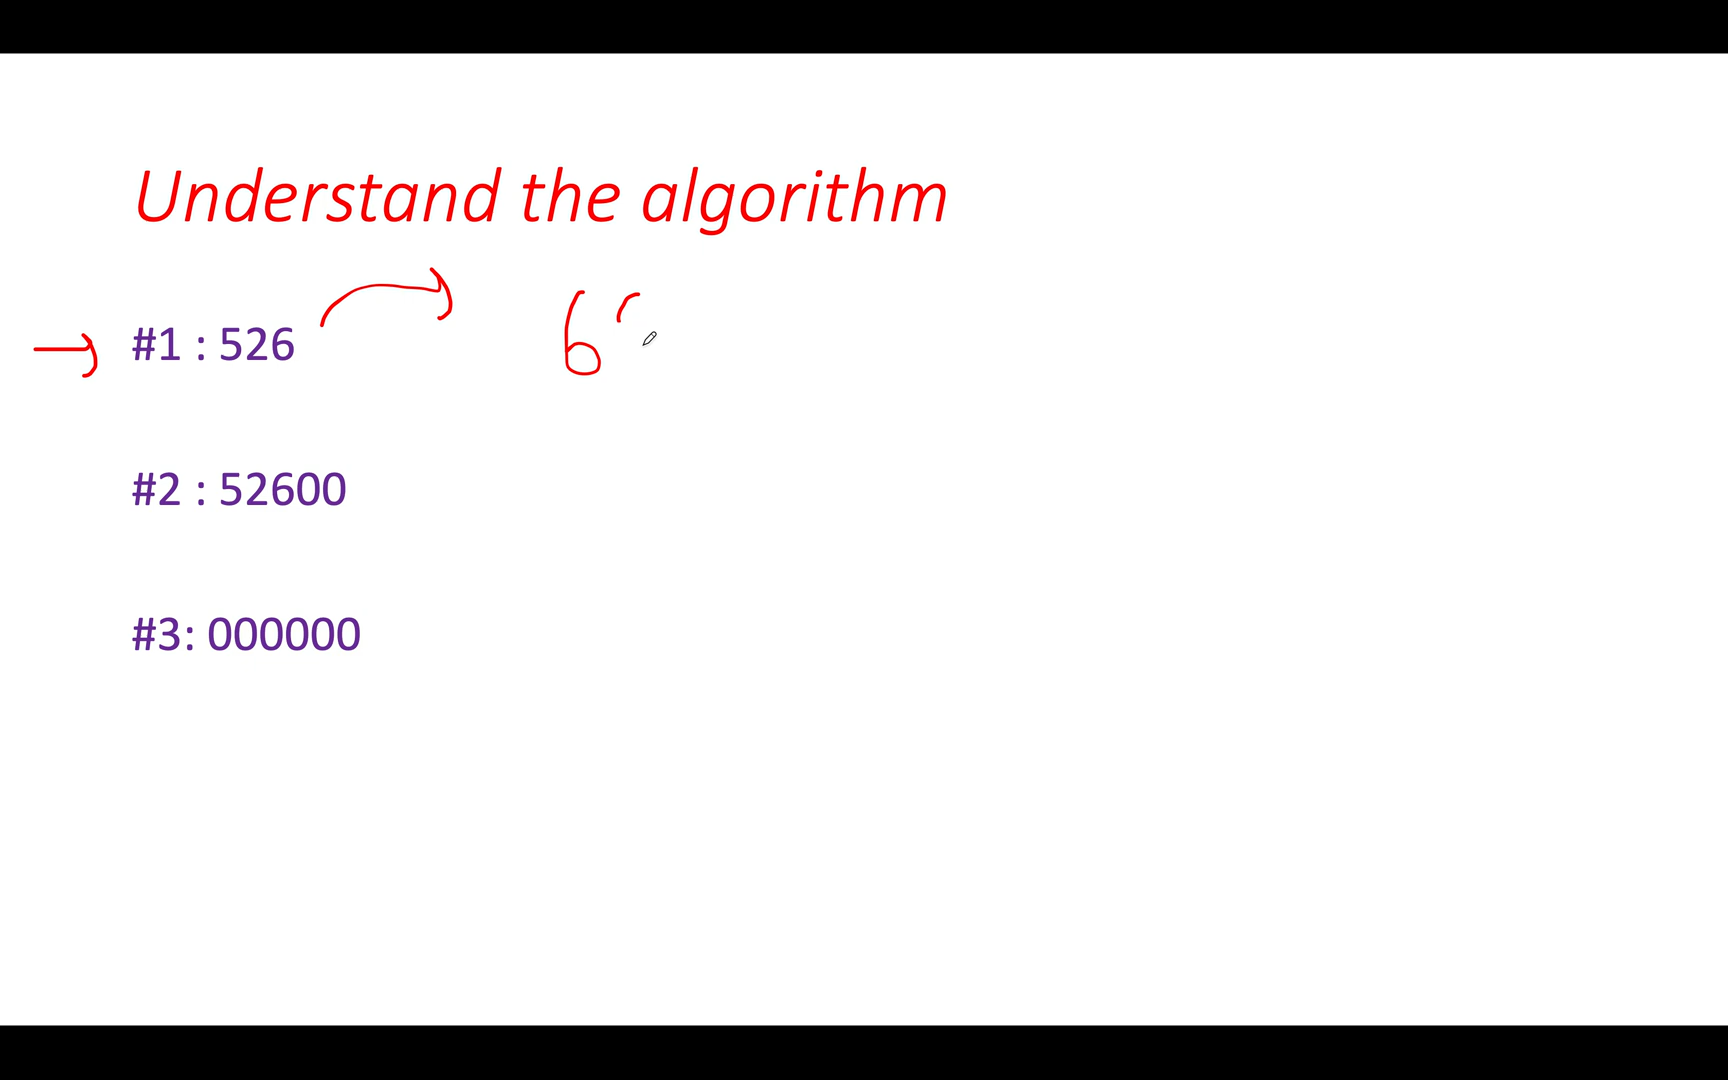 Understand the algorithm
#1 : 526 6
#2 : 52600
#3: 000000